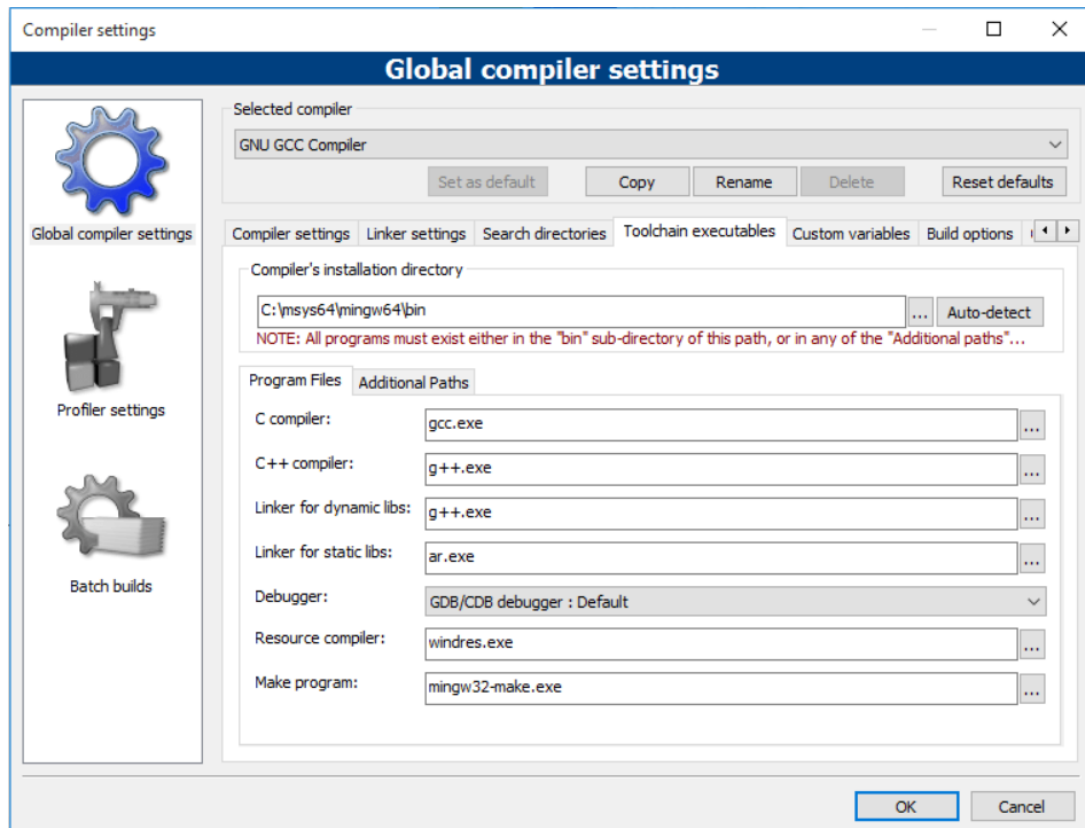 Compiler settings
Global compiler settings
Global compiler settings
Profiler settings
Batch builds
Selected compiler
GNU GCC Compiler
Set as default Copy Rename Delete Reset defaults
Compiler settings Linker settings Search directories Toolchain executables Custom variables Build options
Compiler's installation directory
C:\msys64\mingw64\bin ... Auto-detect
NOTE: All programs must exist either in the "bin" sub-directory of this path, or in any of the "Additional paths"...
Program Files Additional Paths
C compiler: gcc.exe ...
C++ compiler: g++.exe ...
Linker for dynamic libs: g++.exe ...
Linker for static libs: ar.exe ...
Debugger: GDB/CDB debugger : Default
Resource compiler: windres.exe ...
Make program: mingw32-make.exe ...
OK Cancel